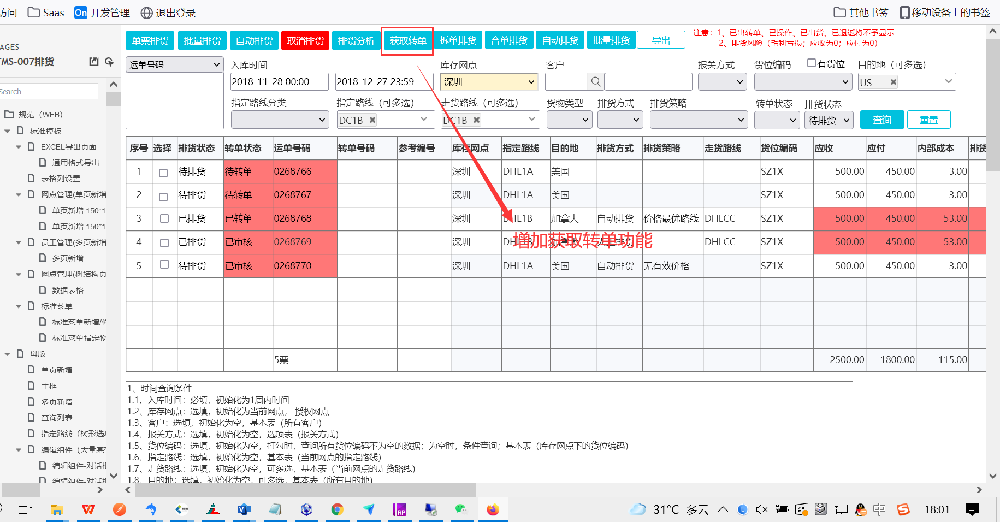 访问 Saas On 开发管理 退出登录 其他书签 移动设备上的书签
AGES
TMS-007排货
Search
规范（WEB）
标准模板
EXCEL导出页面
通用格式导出
表格列设置
网点管理(单页新增
单页新增 150*1
单页新增 150*1
员工管理(多页新增
多页新增
网点管理(树结构页
数据表格
标准菜单
标准菜单新增/修
标准菜单指定物
母版
单页新增
主框
多页新增
查询列表
指定路线（树形选项
编辑组件（大量基础
编辑组件-对话框
编辑组件-对话框
单票排货 批量排货 自动排货 取消排货 排货分析 获取转单 拆单排货 合单排货 自动排货 批量排货 导出
注意：1、已出转单、已操作、已出货、已退返将不予显示
2、排货风险（毛利亏损；应收为0；应付为0）
运单号码 入库时间 库存网点 客户 报关方式 货位编码 有货位 目的地（可多选）
2018-11-28 00:00 2018-12-27 23:59 深圳 US
指定路线分类 指定路线（可多选） 走货路线（可多选） 货物类型 排货方式 排货策略 转单状态 排货状态
DC1B DC1B 待排货 查询 重置
序号 选择 排货状态 转单状态 运单号码 转单号码 参考编号 库存网点 指定路线 目的地 排货方式 排货策略 走货路线 货位编码 应收 应付 内部成本 排货
1 待排货 待转单 0268766 深圳 DHL1A 美国 SZ1X 500.00 450.00 3.00
2 待排货 待转单 0268767 深圳 DHL1A 美国 SZ1X 500.00 450.00 3.00
3 已排货 已转单 0268768 深圳 DHL1B 加拿大 自动排货 价格最优路线 DHLCC SZ1X 500.00 450.00 53.00
4 已排货 已审核 0268769 深圳 DHL1B 加拿大 人工排货 DHLCC SZ1X 500.00 450.00 53.00
增加获取转单功能
5 待排货 已审核 0268770 深圳 DHL1A 美国 自动排货 无有效价格 SZ1X 500.00 450.00 3.00
5票 2500.00 1800.00 115.00
1、时间查询条件
1.1、入库时间：必填，初始化为1周内时间
1.2、库存网点：选填，初始化为当前网点， 授权网点
1.3、客户：选填，初始化为空，基本表（所有客户）
1.4、报关方式：选填，初始化为空，选项表（报关方式）
1.5、货位编码：选填，初始化为空，打勾时，查询所有货位编码不为空的数据；为空时，条件查询；基本表（库存网点下的货位编码）
1.6、指定路线：选填，初始化为空，基本表（当前网点的指定路线）
1.7、走货路线：选填，初始化为空，可多选，基本表（当前网点的走货路线）
1.8、目的地：选填，初始化为空，可多选，基本表（所有目的地）
31°C 多云 中 18:01